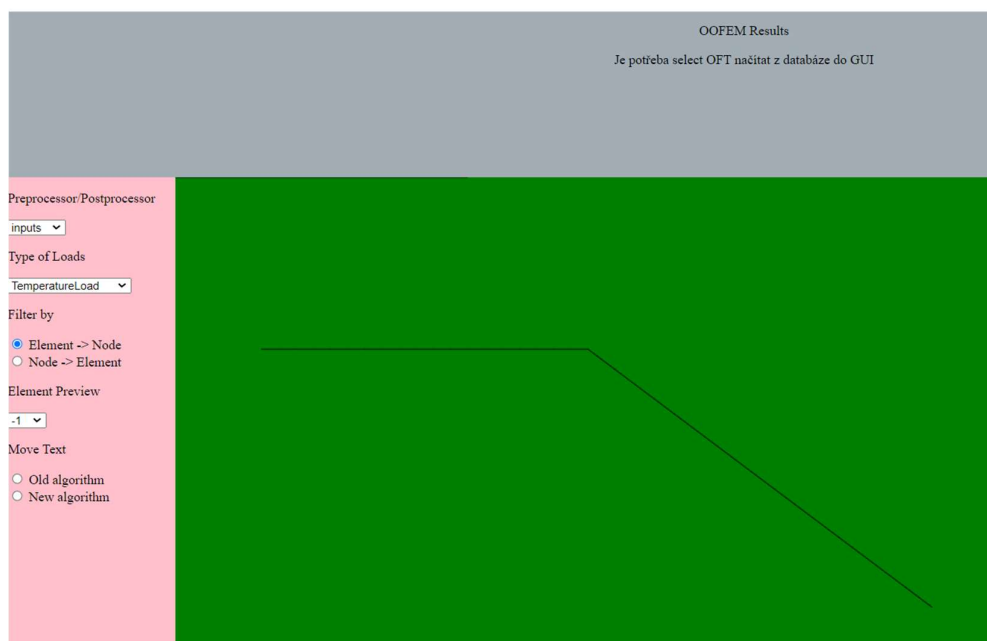 OOFEM Results
Je potřeba select OFT načítat z databáze do GUI
Preprocessor/Postprocessor
inputs
Type of Loads
TemperatureLoad
Filter by
Element -> Node
Node -> Element
Element Preview
-1
Move Text
Old algorithm
New algorithm